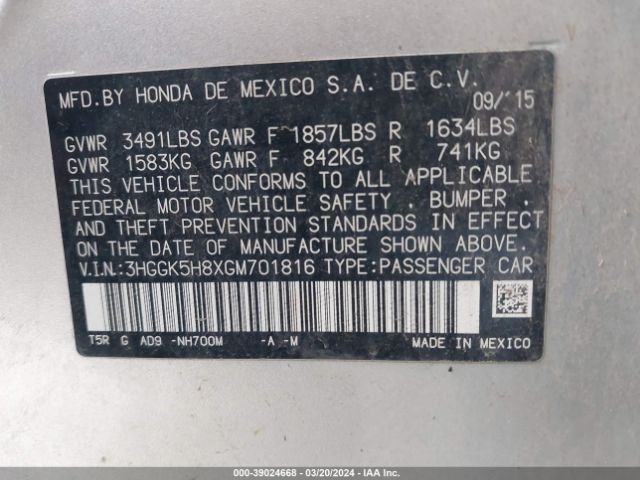 MFD.BY HONDA DE MEXICO S.A. DE C.V.
09/'15
GVWR 3491LBS GAWR F 1857LBS R 1634LBS
GVWR 1583KG GAWR F 842KG R 741KG
THIS VEHICLE CONFORMS TO ALL APPLICABLE
FEDERAL MOTOR VEHICLE SAFETY , BUMPER ,
AND THEFT PREVENTION STANDARDS IN EFFECT
ON THE DATE OF MANUFACTURE SHOWN ABOVE.
V.I.N.:3HGGK5H8XGM701816 TYPE:PASSENGER CAR
T5R G AD9 -NH700M -A -M MADE IN MEXICO
000-39024668 - 03/20/2024 - IAA Inc.